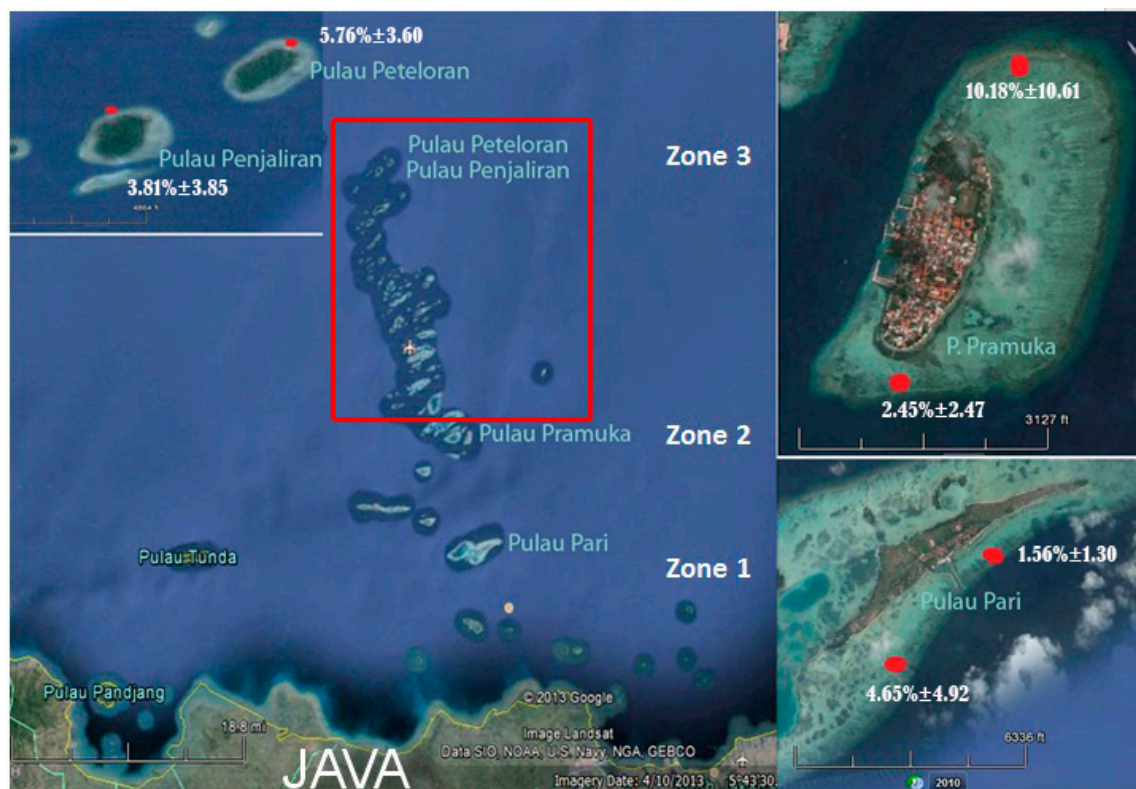 5.76%±3.60
Pulau Peteloran
Pulau Penjaliran
3.81%±3.85
Pulau Peteloran
Pulau Penjaliran
Zone 3
Pulau Pramuka
Zone 2
Pulau Tunda
Pulau Pari
Zone 1
Pulau Pandjang
18.8 mi
© 2013 Google
Image Landsat
Data SIO, NOAA, U.S. Navy, NGA, GEBCO
JAVA
Imagery Date: 4/10/2013 5°43'30.
10.18%±10.61
P. Pramuka
2.45%±2.47
3127 ft
1.56%±1.30
Pulau Pari
4.65%±4.92
6336 ft
2010